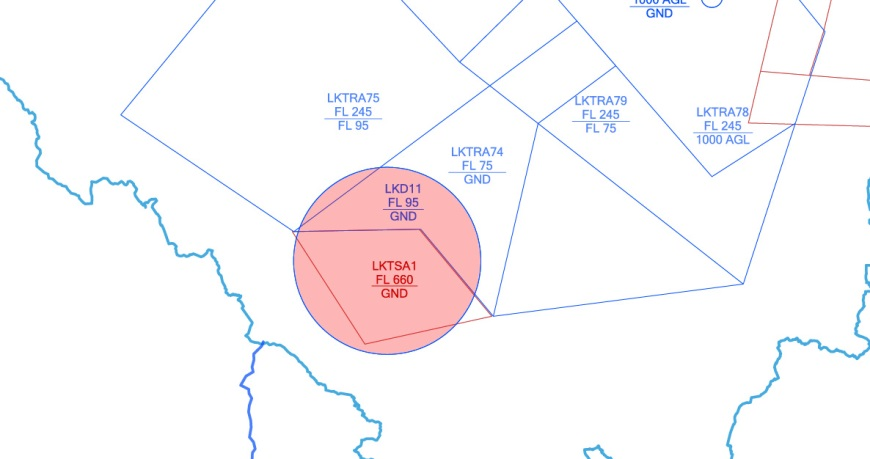 1000 AGL
GND
LKTRA75
FL 245
FL 95
LKTRA79
FL 245
FL 75
LKTRA78
FL 245
1000 AGL
LKTRA74
FL 75
GND
LKD11
FL 95
GND
LKTSA1
FL 660
GND